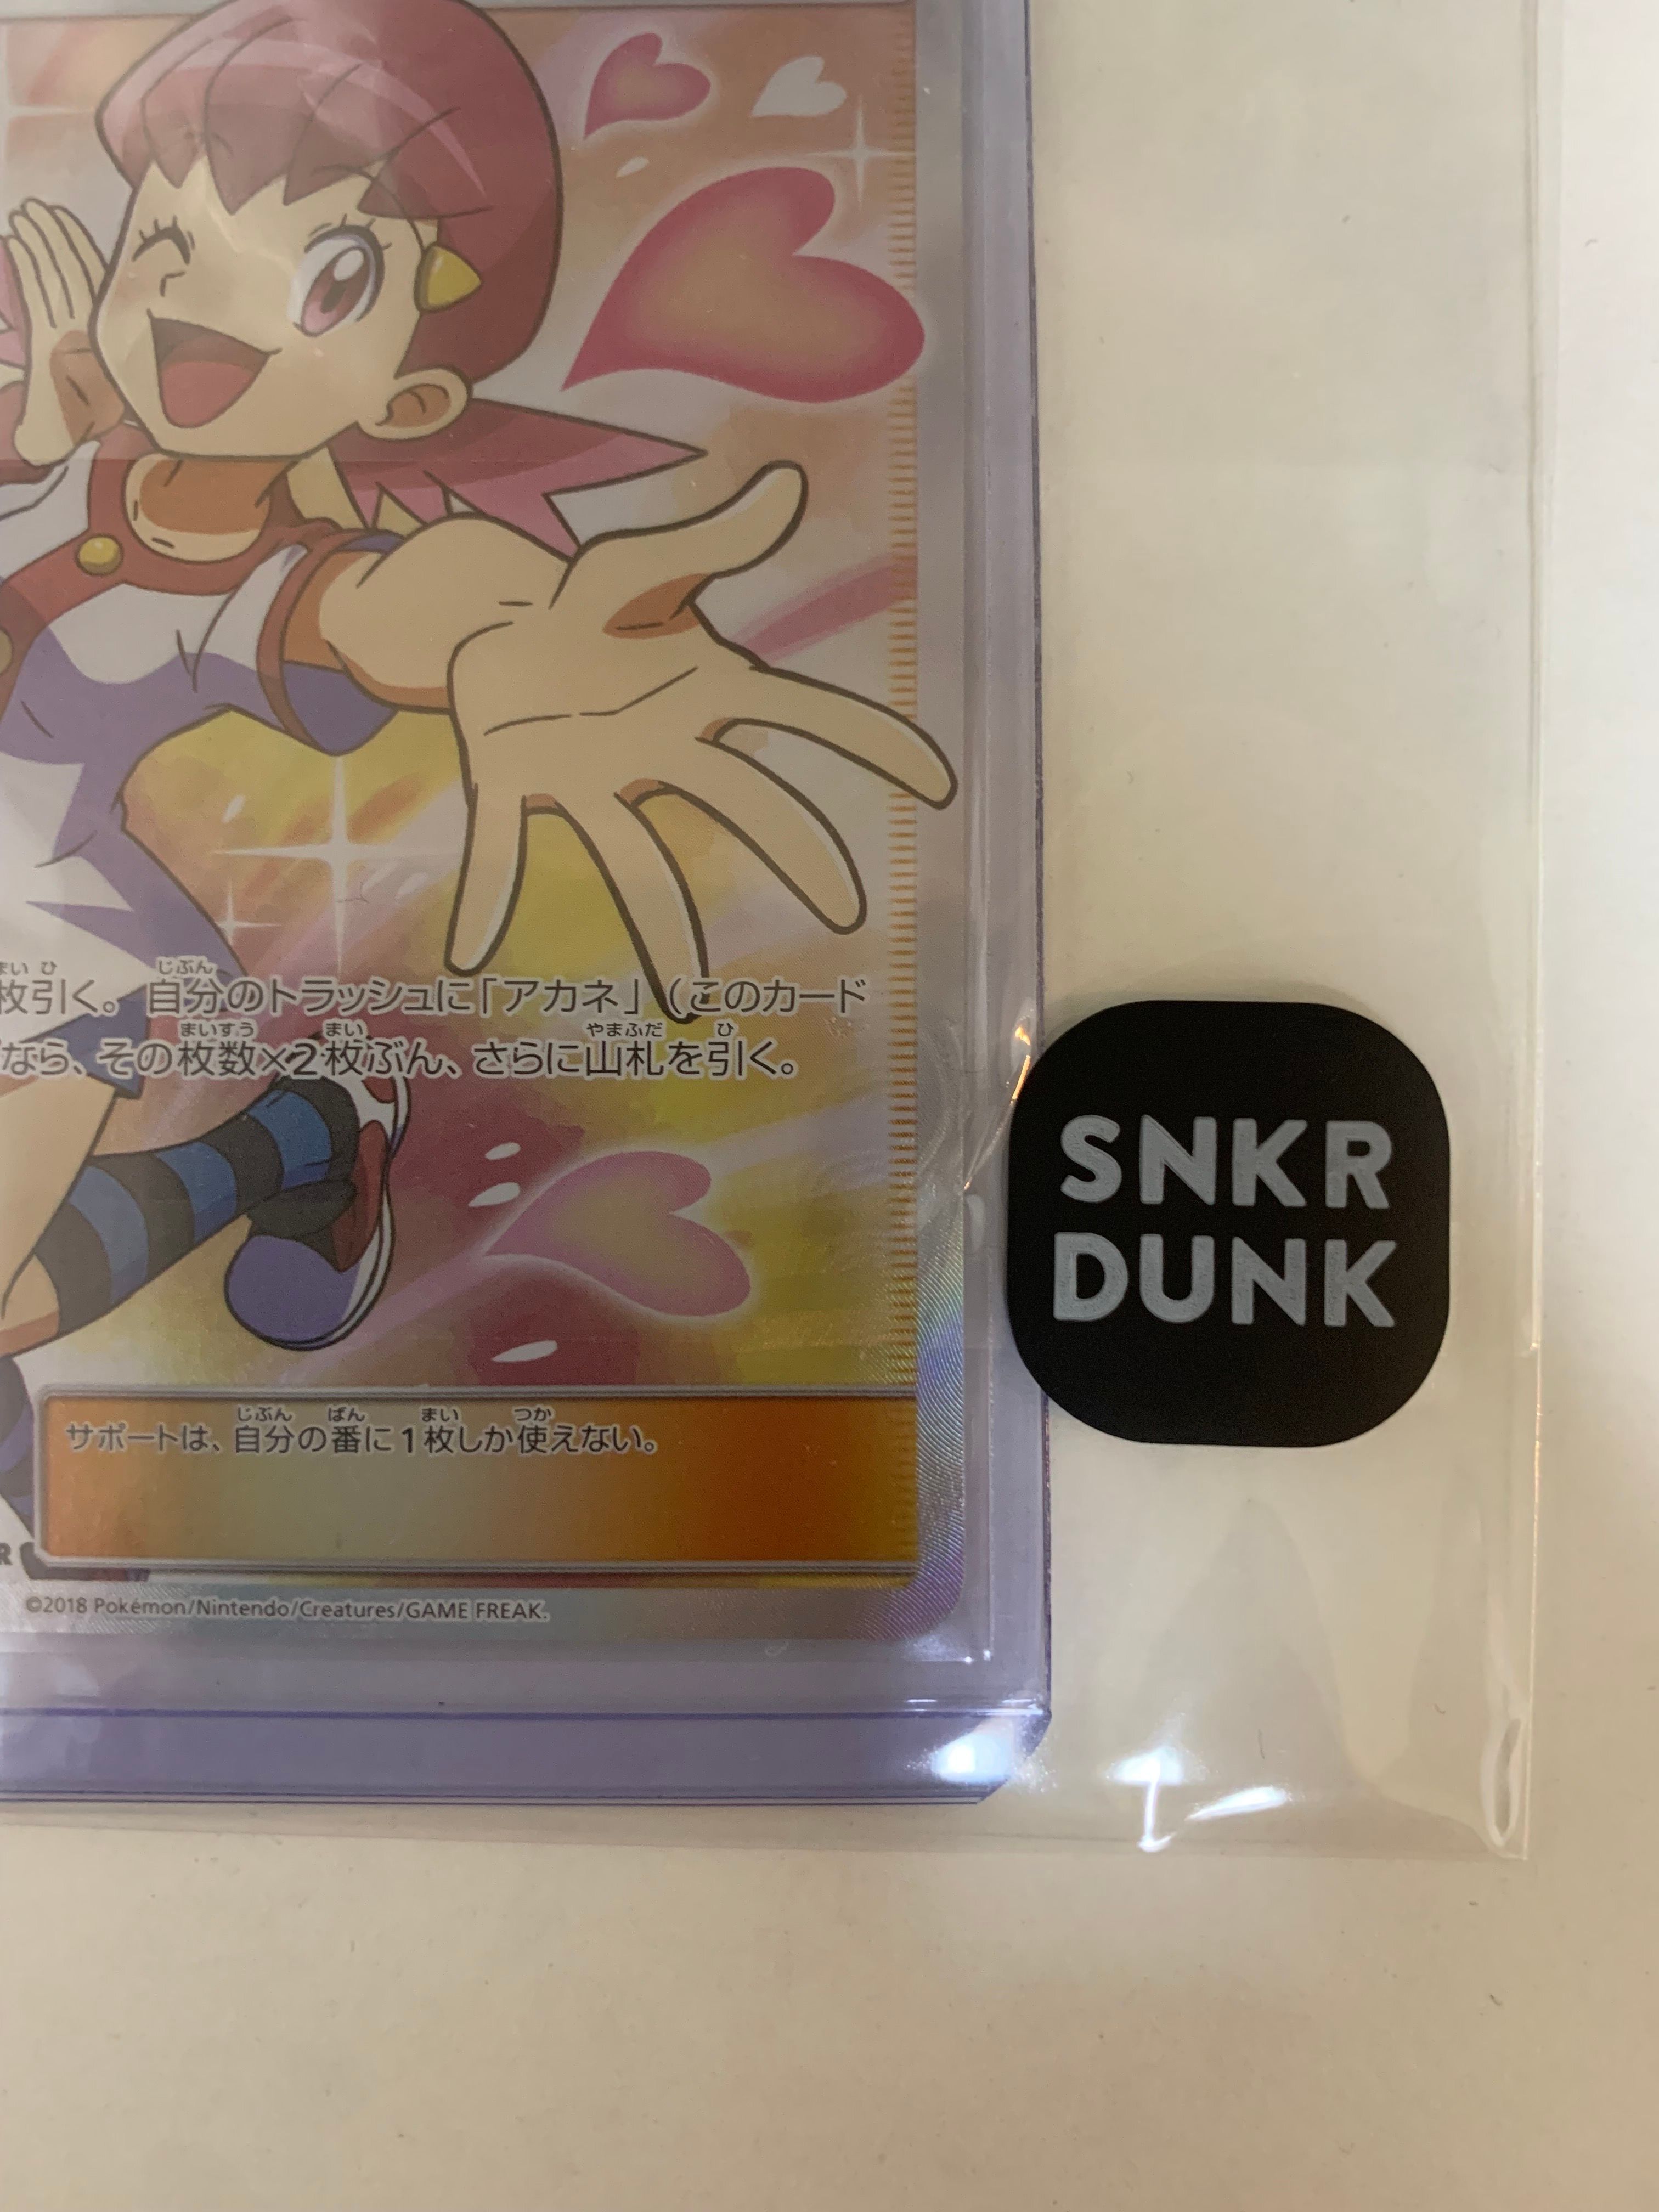 枚引く。自分のトラッシュに「アカネ」（このカード
なら、その枚数×2枚ぶん、さらに山札を引く。
サポートは、自分の番に1枚しか使えない。
R
©2018 Pokémon/Nintendo/Creatures/GAME FREAK.
SNKR
DUNK